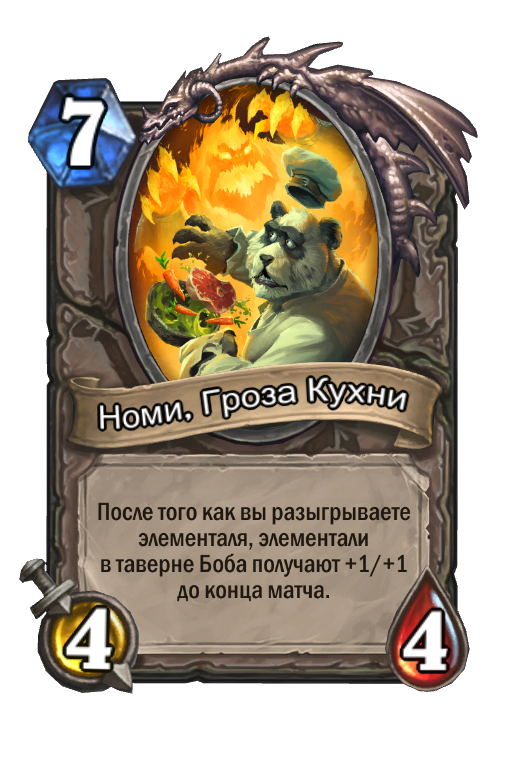 7
Номи, Гроза Кухни
После того как вы разыгрываете
элементаля, элементали
в таверне Боба получают +1/+1
до конца матча.
4
4